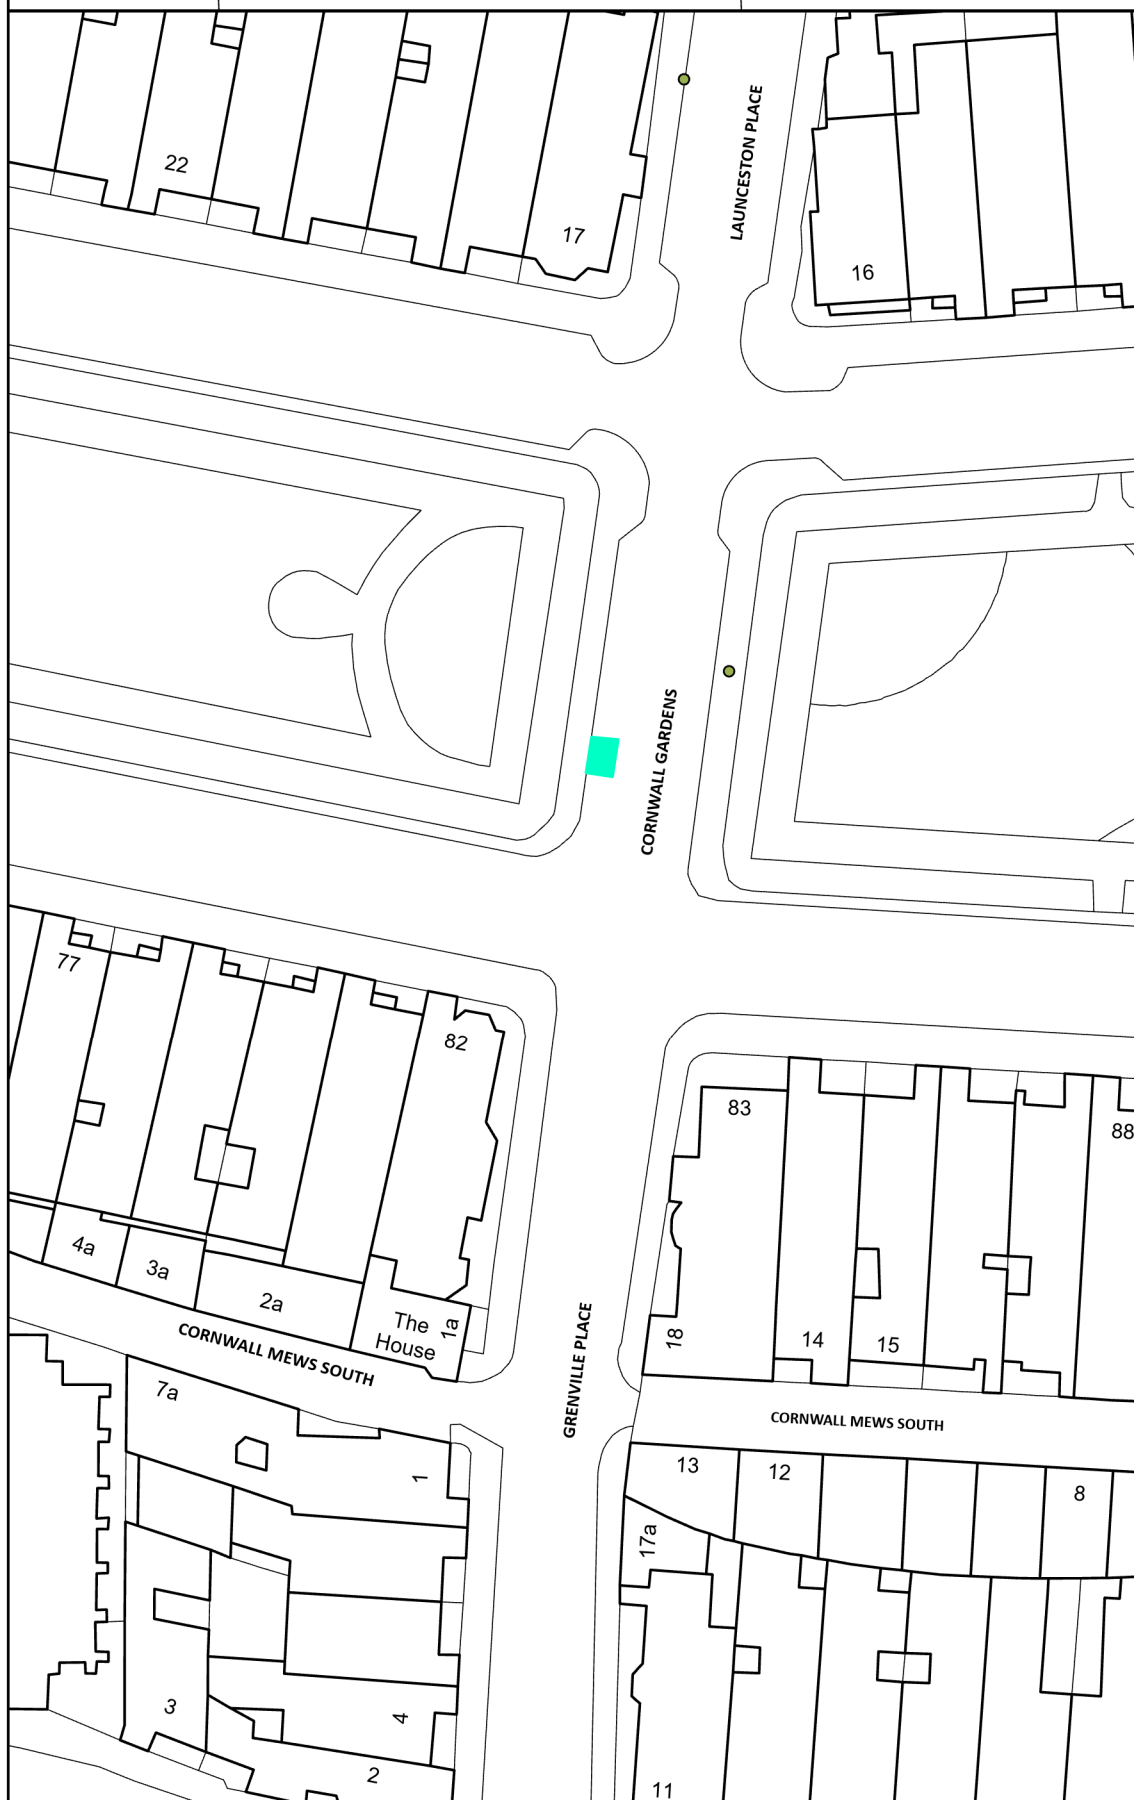 LAUNCESTON PLACE
22
17
16
CORNWALL GARDENS
77
82
83
88
4a
3a
2a
The
House
1a
18
14
15
CORNWALL MEWS SOUTH
GRENVILLE PLACE
7a
CORNWALL MEWS SOUTH
1
13
12
8
17a
3
4
2
11